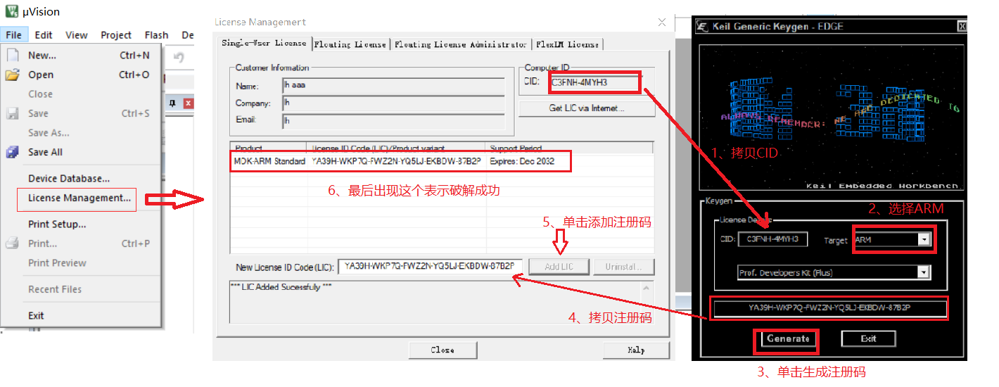 µVision
File Edit View Project Flash De
New... Ctrl+N
Open Ctrl+O
Close
Save Ctrl+S
Save As...
Save All
Device Database...
License Management...
Print Setup...
Print... Ctrl+P
Print Preview
Recent Files
Exit
License Management
Single-User License Floating License Floating License Administrator FlexLM License
Customer Information
Name: lh aaa
Company: lh
Email: lh
Computer ID
CID: C3FNH-4MYH3
Get LIC via Internet...
Product License ID Code (LIC)/Product variant Support Period
MDK-ARM Standard YA39H-WKP7Q-FWZ2N-YQ5LJ-EKBDW-87B2P Expires: Dec 2032
6、最后出现这个表示破解成功
5、单击添加注册码
New License ID Code (LIC): YA39H-WKP7Q-FWZ2N-YQ5LJ-EKBDW-87B2P Add LIC Uninstall...
*** LIC Added Sucessfuly ***
4、拷贝注册码
Close Help
Keil Generic Keygen - EDGE
ALWAYS REMEMBER: WE ARE DEDICATED TO
1、拷贝CID
Keil Embedded Workbench
Keygen
2、选择ARM
License Details
CID: C3FNH-4MYH3 Target ARM
Prof. Developers Kit (Plus)
YA39H-WKP7Q-FWZ2N-YQ5LJ-EKBDW-87B2P
Generate Exit
3、单击生成注册码